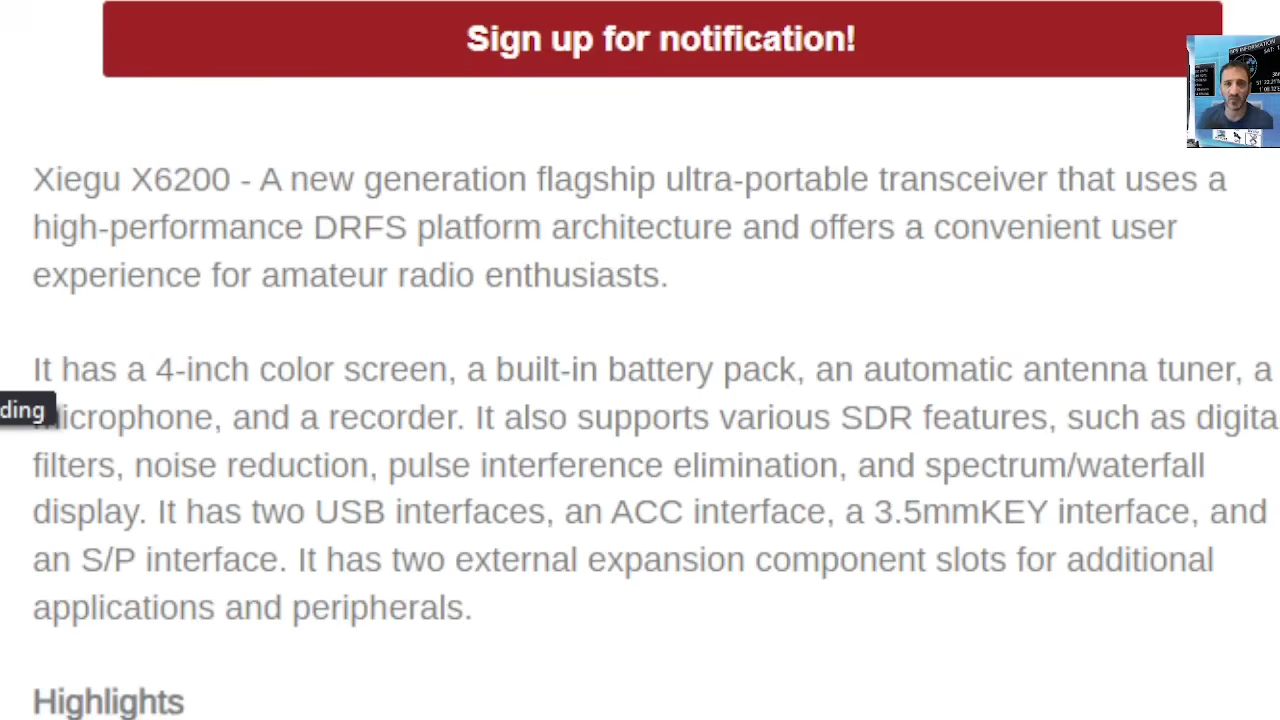 Sign up for notification!
Xiegu X6200 - A new generation flagship ultra-portable transceiver that uses a
high-performance DRFS platform architecture and offers a convenient user
experience for amateur radio enthusiasts.
It has a 4-inch color screen, a built-in battery pack, an automatic antenna tuner, a
ding
microphone, and a recorder. It also supports various SDR features, such as digita
filters, noise reduction, pulse interference elimination, and spectrum/waterfall
display. It has two USB interfaces, an ACC interface, a 3.5mmKEY interface, and
an S/P interface. It has two external expansion component slots for additional
applications and peripherals.
Highlights